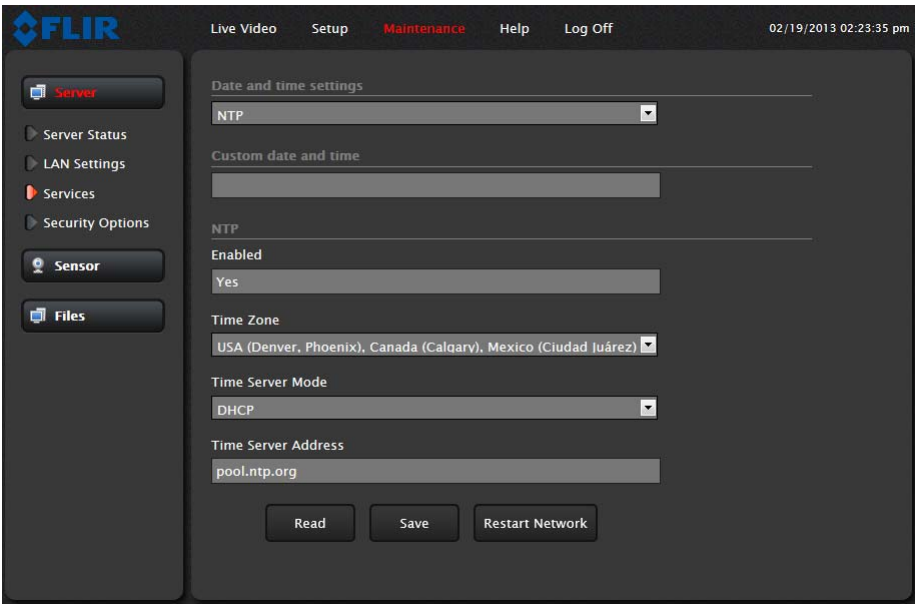 FLIR
Live Video Setup Maintenance Help Log Off 02/19/2013 02:23:35 pm
Server
Server Status
LAN Settings
Services
Security Options
Sensor
Files
Date and time settings
NTP
Custom date and time
NTP
Enabled
Yes
Time Zone
USA (Denver, Phoenix), Canada (Calgary), Mexico (Ciudad Juárez)
Time Server Mode
DHCP
Time Server Address
pool.ntp.org
Read Save Restart Network